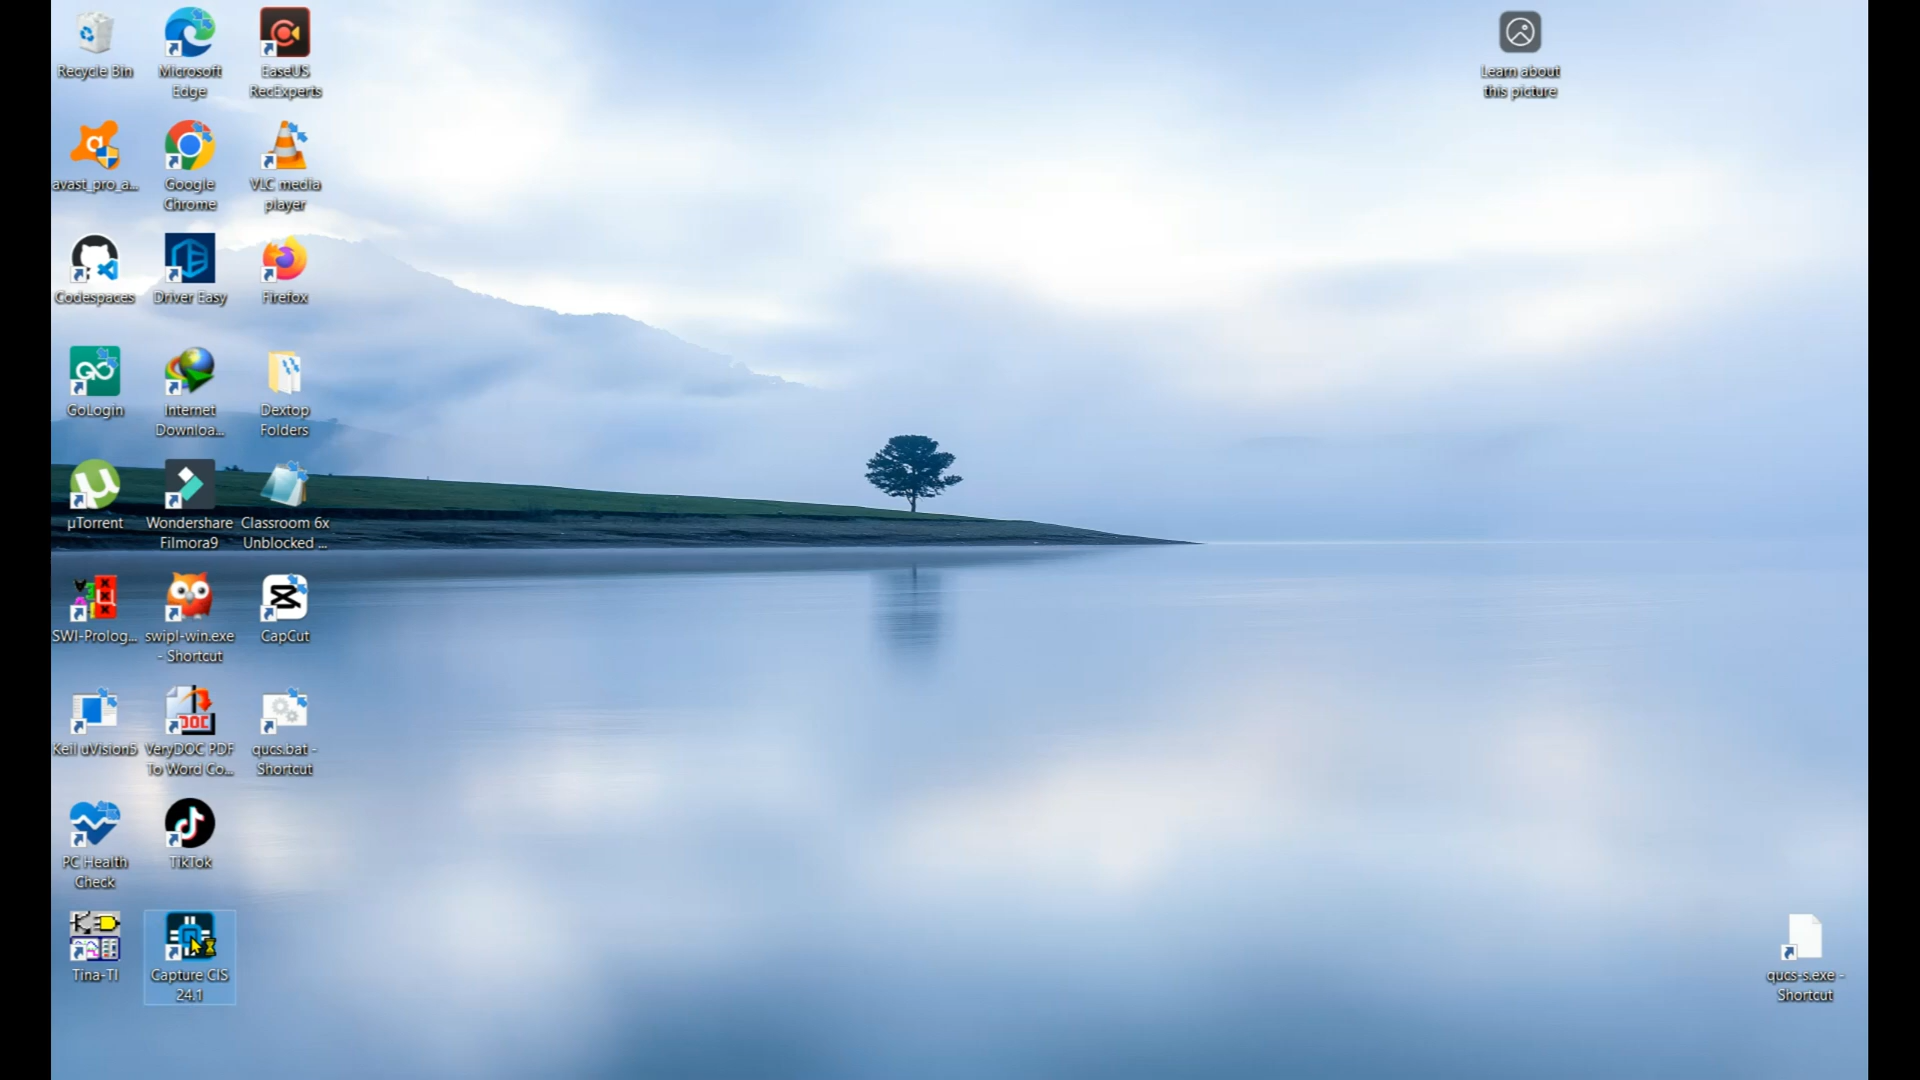 Recycle Bin
Microsoft
Edge
EaseUS
RecExperts
Learn about
this picture
avast_pro_a...
Google
Chrome
VLC media
player
Codespaces
Driver Easy
Firefox
GoLogin
Internet
Downloa...
Dextop
Folders
µTorrent
Wondershare
Filmora9
Classroom 6x
Unblocked ...
SWI-Prolog...
swipl-win.exe
- Shortcut
CapCut
Keil uVision5
VeryDOC PDF
To Word Co...
DOC
qucs.bat -
Shortcut
PC Health
Check
TikTok
Tina-TI
Capture CIS
24.1
qucs-s.exe -
Shortcut